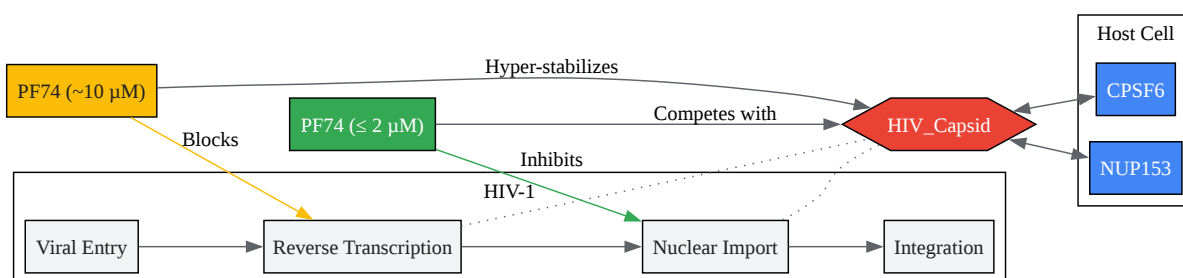 Host Cell
Hyper-stabilizes
PF74 (~10 µM)
CPSF6
PF74 (≤ 2 µM)
Competes with
HIV_Capsid
Blocks
Inhibits
NUP153
HIV-1
Viral Entry
Reverse Transcription
Nuclear Import
Integration